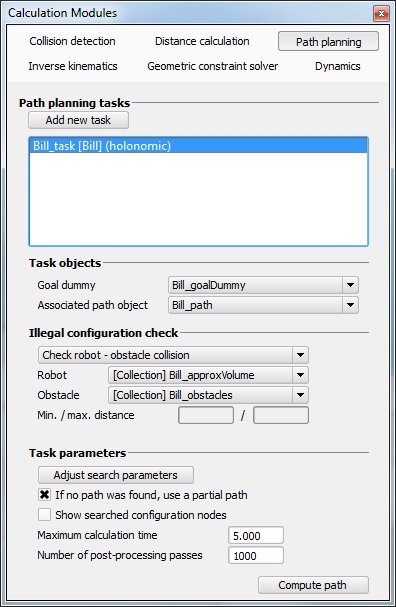 Calculation Modules
Collision detection Distance calculation Path planning
Inverse kinematics Geometric constraint solver Dynamics
Path planning tasks
Add new task
Bill_task [Bill] (holonomic)
Task objects
Goal dummy Bill_goalDummy
Associated path object Bill_path
Illegal configuration check
Check robot - obstacle collision
Robot [Collection] Bill_approxVolume
Obstacle [Collection] Bill_obstacles
Min. / max. distance /
Task parameters
Adjust search parameters
If no path was found, use a partial path
Show searched configuration nodes
Maximum calculation time 5.000
Number of post-processing passes 1000
Compute path